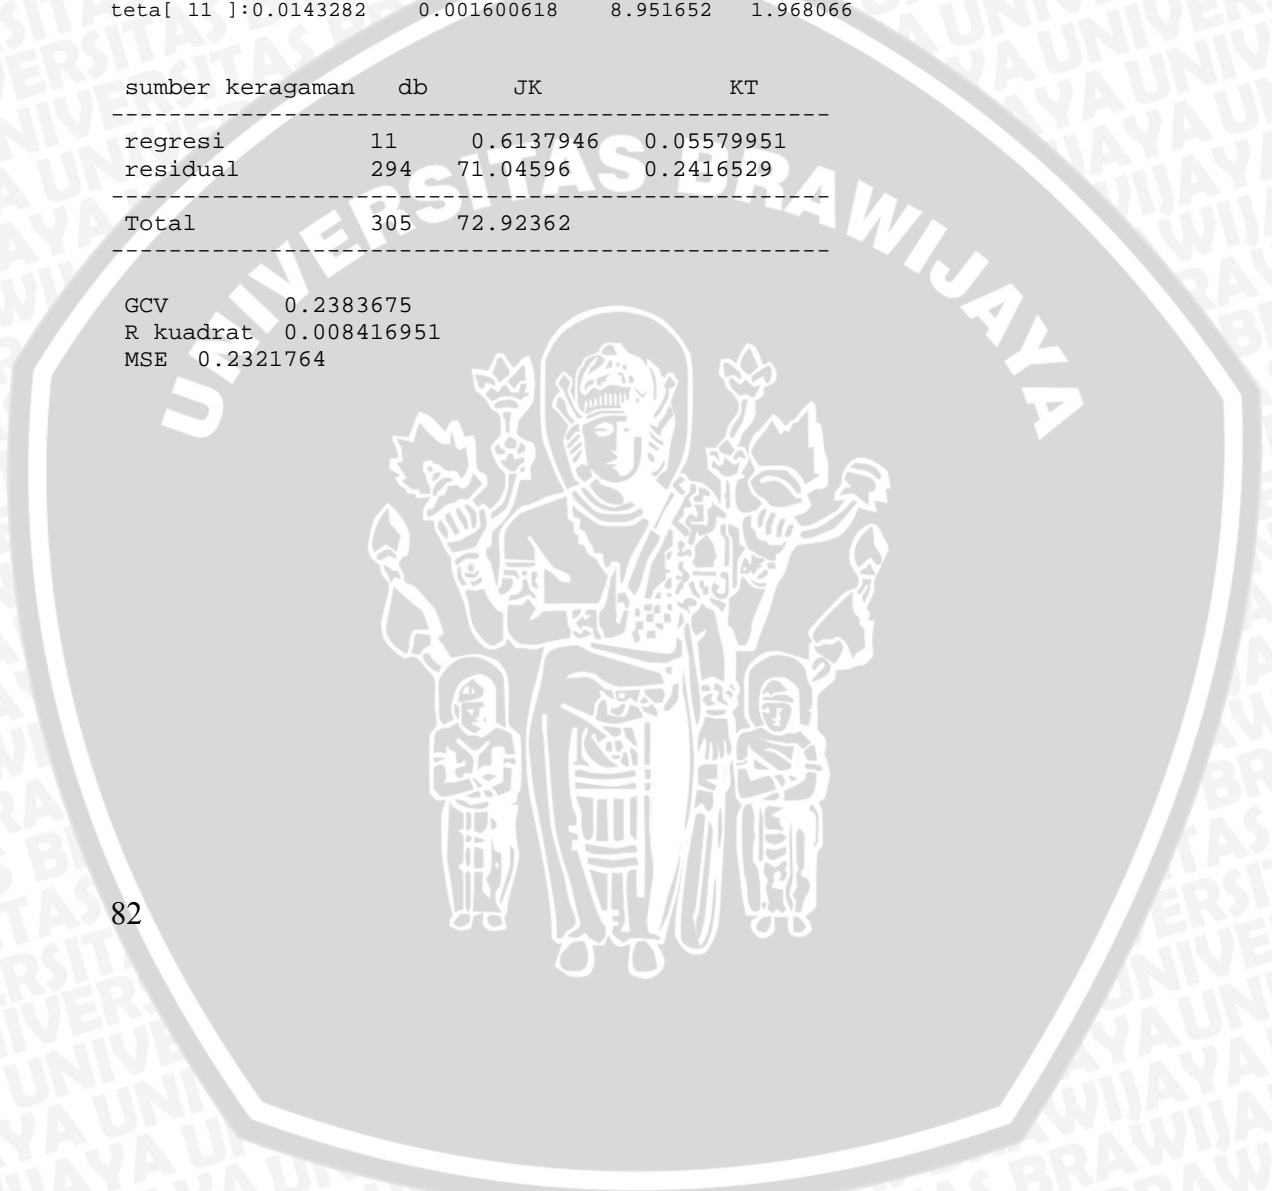 teta[ 11 ]:0.0143282 0.001600618 8.951652 1.968066
sumber keragaman db JK KT
--------------------------------------------------
regresi 11 0.6137946 0.05579951
residual 294 71.04596 0.2416529
--------------------------------------------------
Total 305 72.92362
--------------------------------------------------
GCV 0.2383675
R kuadrat 0.008416951
MSE 0.2321764
UNIVERSITAS BRAWIJAYA
82